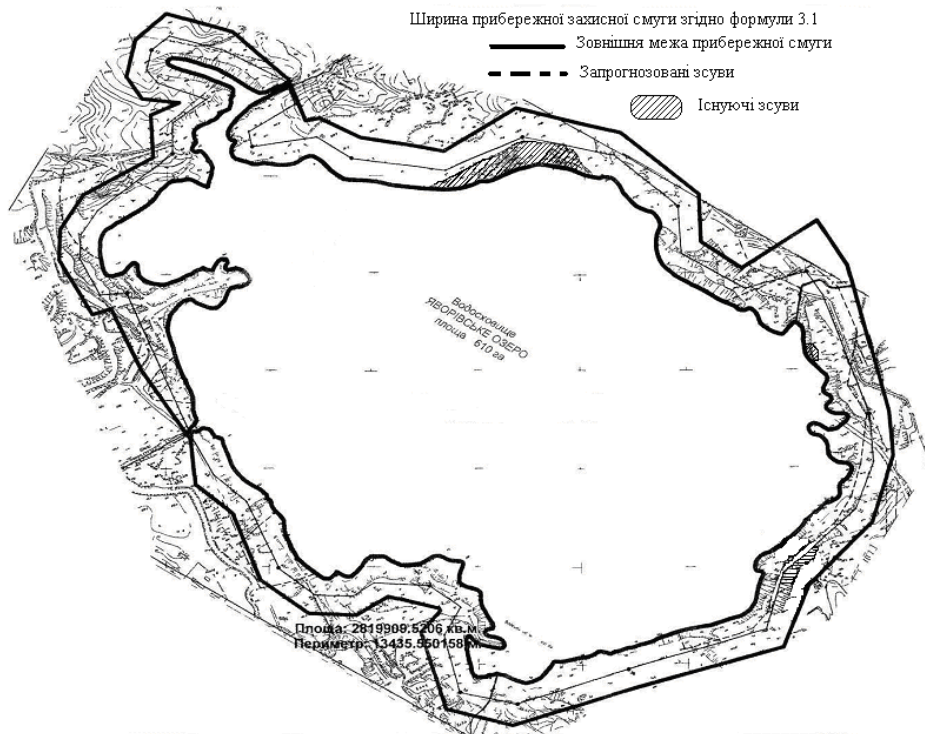 Ширина прибережної захисної смуги згідно формули 3.1
Зовнішня межа прибережної смуги
Запрогнозовані зсуви
Існуючі зсуви
Водосховище
ЯВОРІВСЬКЕ ОЗЕРО
площа 610 га
Площа: 2819909.5206 кв.м.
Периметр: 13435.550158 м.